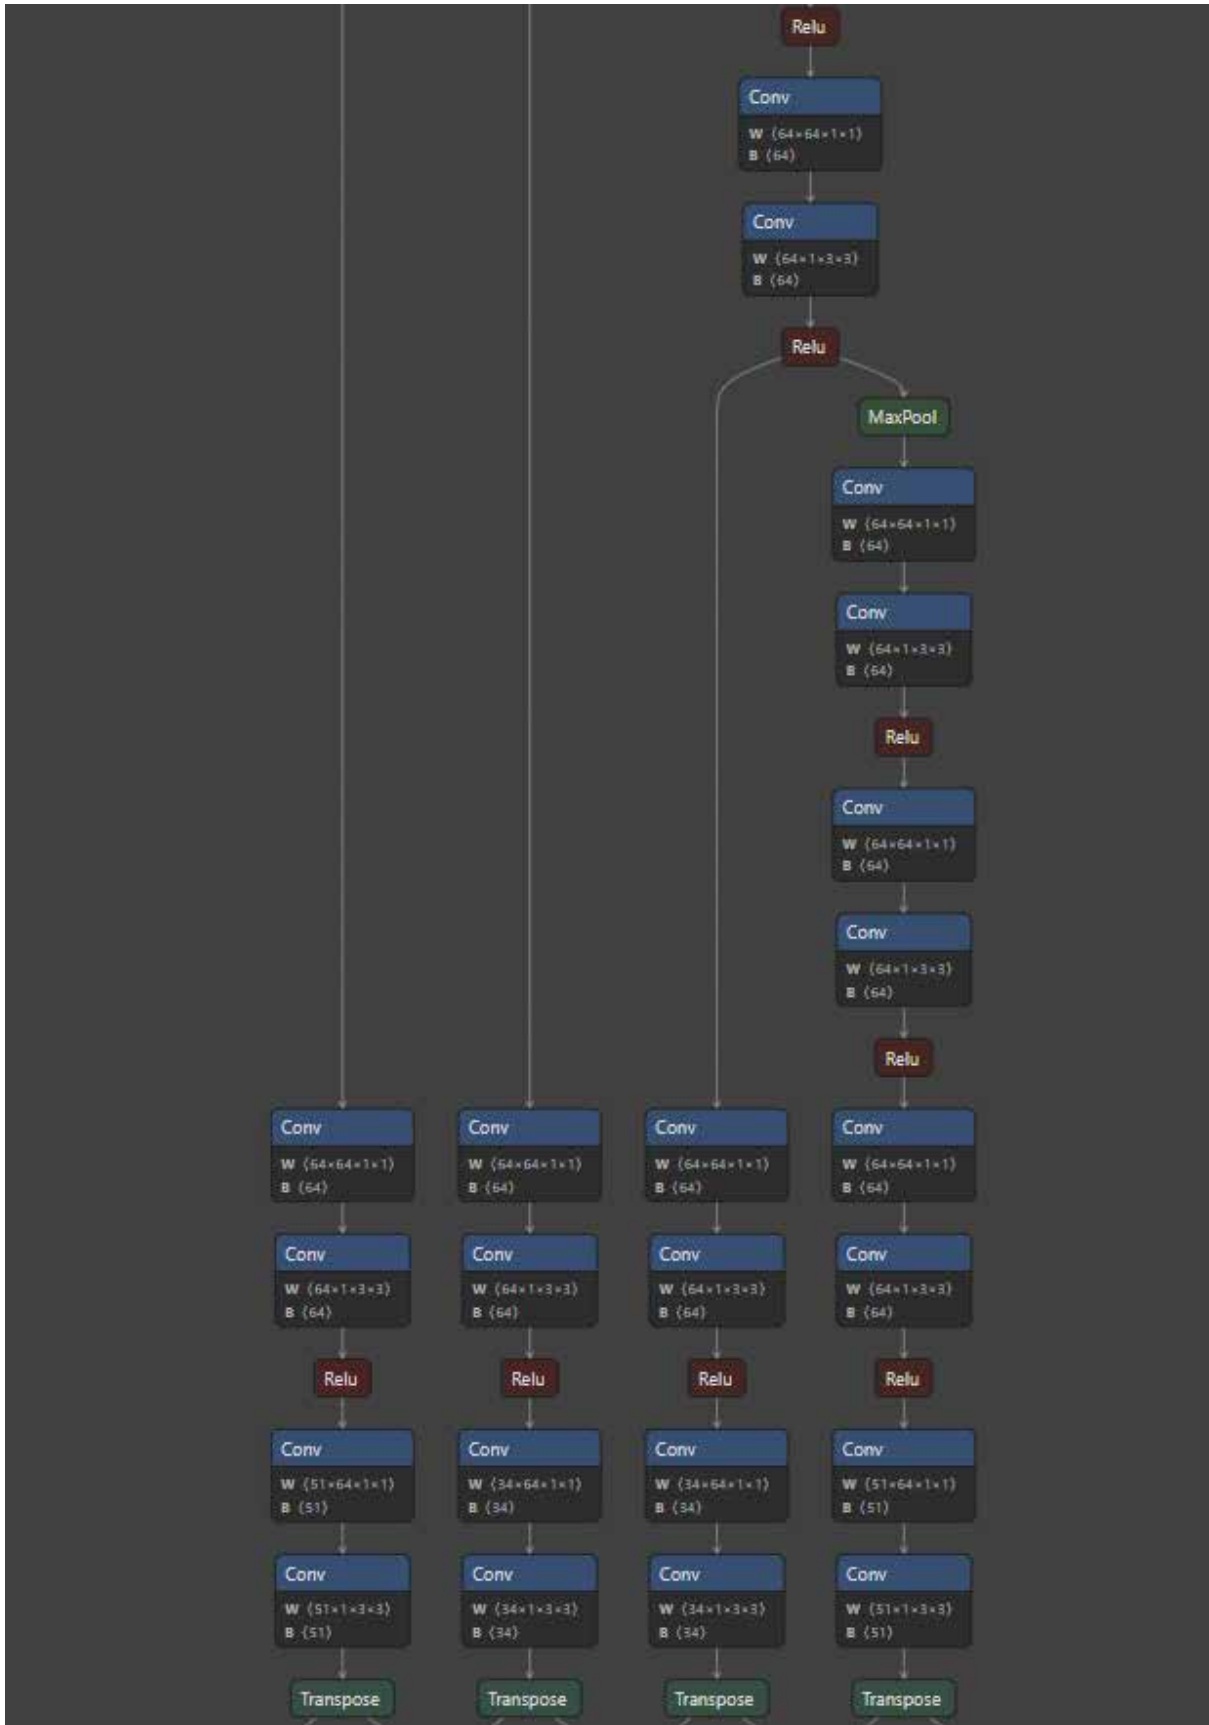 Relu
Conv
W ⟨64×64×1×1⟩
B ⟨64⟩
Conv
W ⟨64×1×3×3⟩
B ⟨64⟩
Relu
MaxPool
Conv
W ⟨64×64×1×1⟩
B ⟨64⟩
Conv
W ⟨64×1×3×3⟩
B ⟨64⟩
Relu
Conv
W ⟨64×64×1×1⟩
B ⟨64⟩
Conv
W ⟨64×1×3×3⟩
B ⟨64⟩
Relu
Conv Conv Conv Conv
W ⟨64×64×1×1⟩ W ⟨64×64×1×1⟩ W ⟨64×64×1×1⟩ W ⟨64×64×1×1⟩
B ⟨64⟩ B ⟨64⟩ B ⟨64⟩ B ⟨64⟩
Conv Conv Conv Conv
W ⟨64×1×3×3⟩ W ⟨64×1×3×3⟩ W ⟨64×1×3×3⟩ W ⟨64×1×3×3⟩
B ⟨64⟩ B ⟨64⟩ B ⟨64⟩ B ⟨64⟩
Relu Relu Relu Relu
Conv Conv Conv Conv
W ⟨51×64×1×1⟩ W ⟨34×64×1×1⟩ W ⟨34×64×1×1⟩ W ⟨51×64×1×1⟩
B ⟨51⟩ B ⟨34⟩ B ⟨34⟩ B ⟨51⟩
Conv Conv Conv Conv
W ⟨51×1×3×3⟩ W ⟨34×1×3×3⟩ W ⟨34×1×3×3⟩ W ⟨51×1×3×3⟩
B ⟨51⟩ B ⟨34⟩ B ⟨34⟩ B ⟨51⟩
Transpose Transpose Transpose Transpose